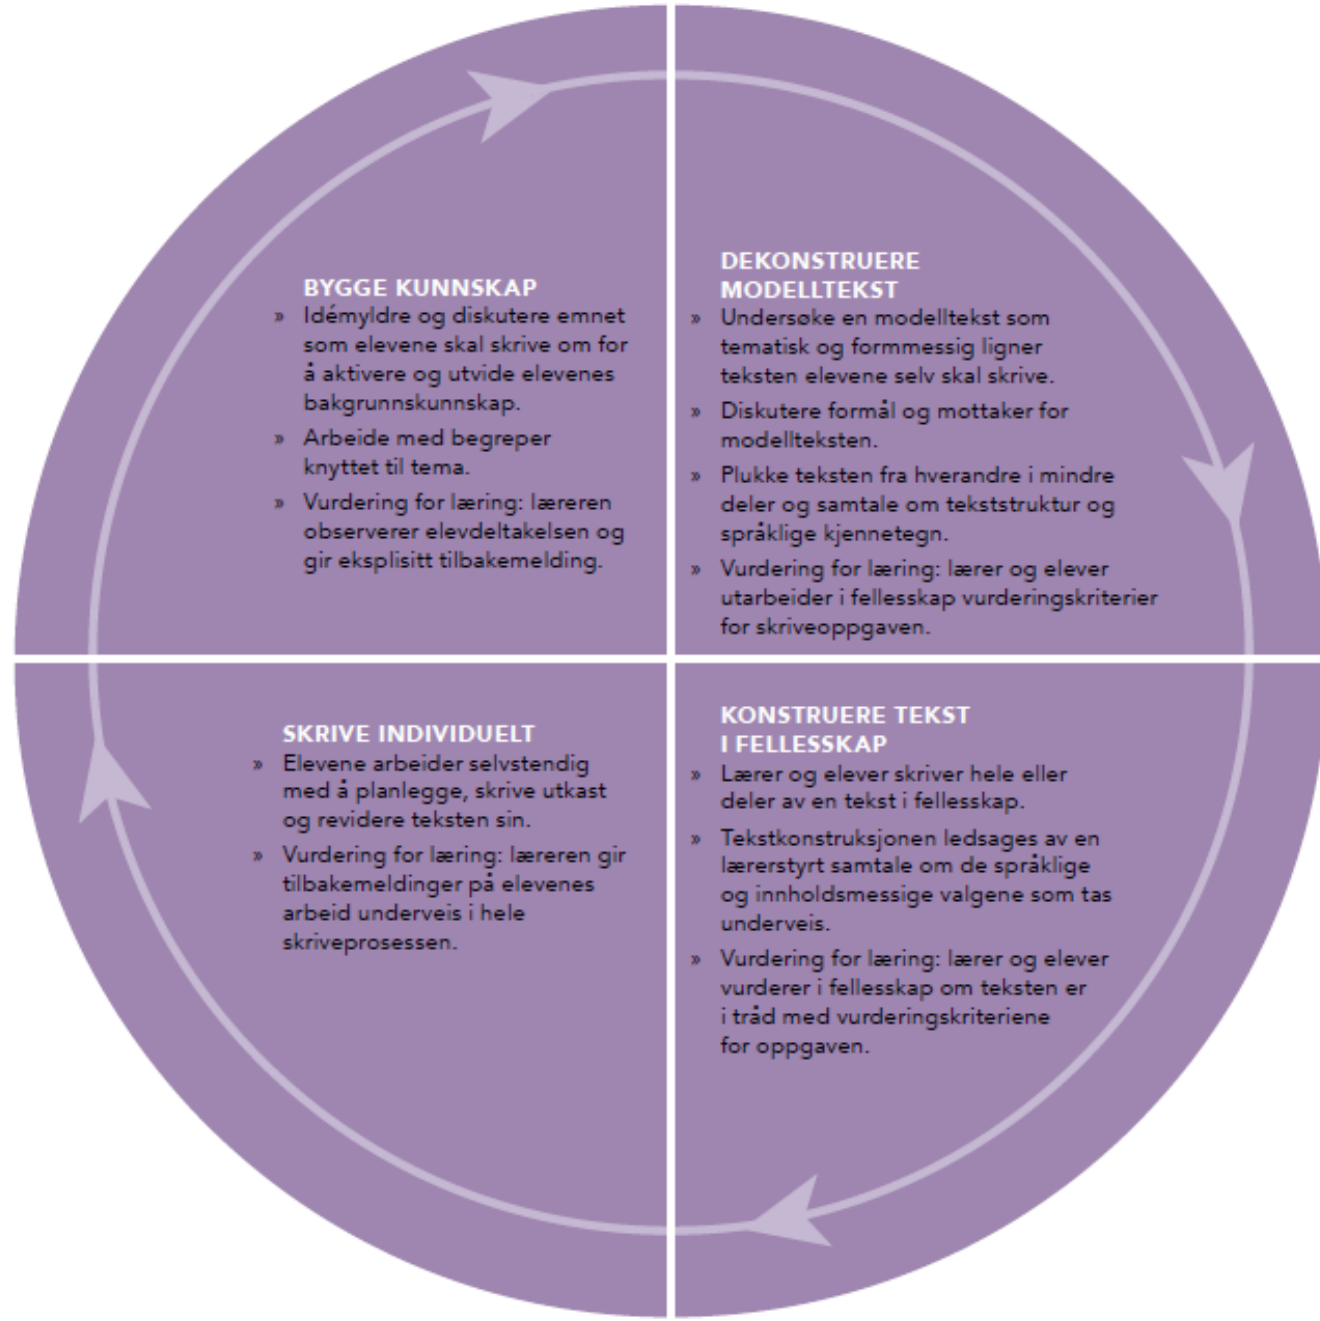 BYGGE KUNNSKAP
» Idémyldre og diskutere emnet
som elevene skal skrive om for
å aktivere og utvide elevenes
bakgrunnskunnskap.
» Arbeide med begreper
knyttet til tema.
» Vurdering for læring: læreren
observerer elevdeltakelsen og
gir eksplisitt tilbakemelding.
DEKONSTRUERE
MODELLTEKST
» Undersøke en modelltekst som
tematisk og formmessig ligner
teksten elevene selv skal skrive.
» Diskutere formål og mottaker for
modellteksten.
» Plukke teksten fra hverandre i mindre
deler og samtale om tekststruktur og
språklige kjennetegn.
» Vurdering for læring: lærer og elever
utarbeider i fellesskap vurderingskriterier
for skriveoppgaven.
KONSTRUERE TEKST
I FELLESSKAP
» Lærer og elever skriver hele eller
deler av en tekst i fellesskap.
» Tekstkonstruksjonen ledsages av en
lærerstyrt samtale om de språklige
og innholdsmessige valgene som tas
underveis.
» Vurdering for læring: lærer og elever
vurderer i fellesskap om teksten er
i tråd med vurderingskriteriene
for oppgaven.
SKRIVE INDIVIDUELT
» Elevene arbeider selvstendig
med å planlegge, skrive utkast
og revidere teksten sin.
» Vurdering for læring: læreren gir
tilbakemeldinger på elevenes
arbeid underveis i hele
skriveprosessen.